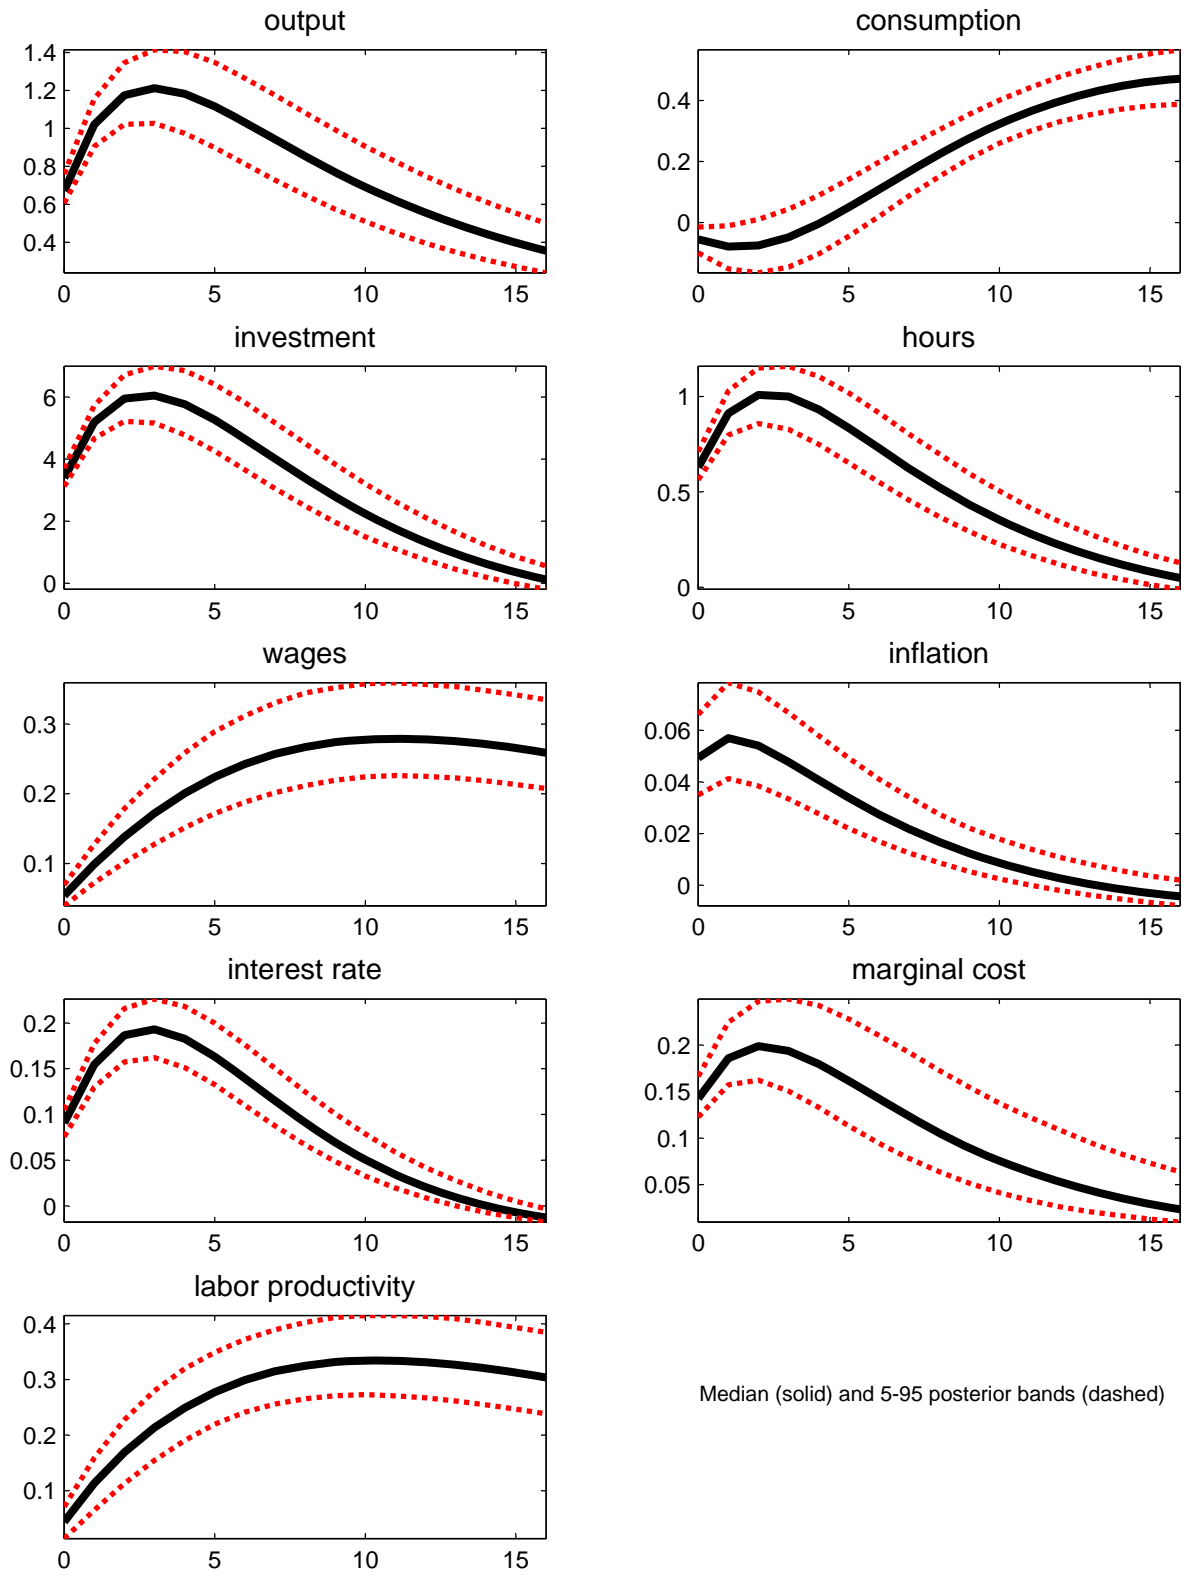 output
1.4
1.2
1
0.8
0.6
0.4
0 5 10 15
consumption
0.4
0.2
0
0 5 10 15
investment
6
4
2
0
0 5 10 15
hours
1
0.5
0
0 5 10 15
wages
0.3
0.2
0.1
0 5 10 15
inflation
0.06
0.04
0.02
0
0 5 10 15
interest rate
0.2
0.15
0.1
0.05
0
0 5 10 15
marginal cost
0.2
0.15
0.1
0.05
0 5 10 15
labor productivity
0.4
0.3
0.2
0.1
0 5 10 15
Median (solid) and 5-95 posterior bands (dashed)